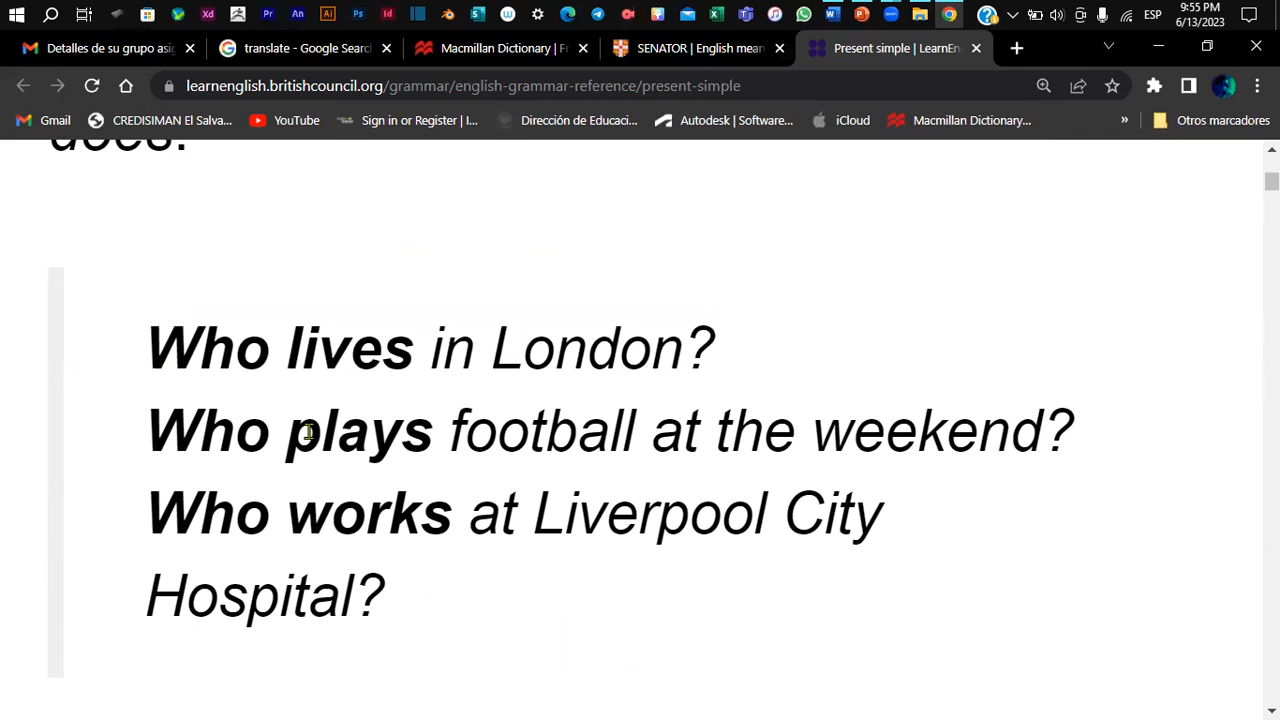 9:55 PM
ESP
6/13/2023
Detalles de su grupo asig
translate - Google Search
Macmillan Dictionary | Fr
SENATOR | English mean
Present simple | LearnEn
learnenglish.britishcouncil.org/grammar/english-grammar-reference/present-simple
Gmail
CREDISIMAN El Salva...
YouTube
Sign in or Register | I...
Dirección de Educaci...
Autodesk | Software...
iCloud
Macmillan Dictionary...
»
Otros marcadores
does.
Who lives in London?
Who plays football at the weekend?
Who works at Liverpool City
Hospital?